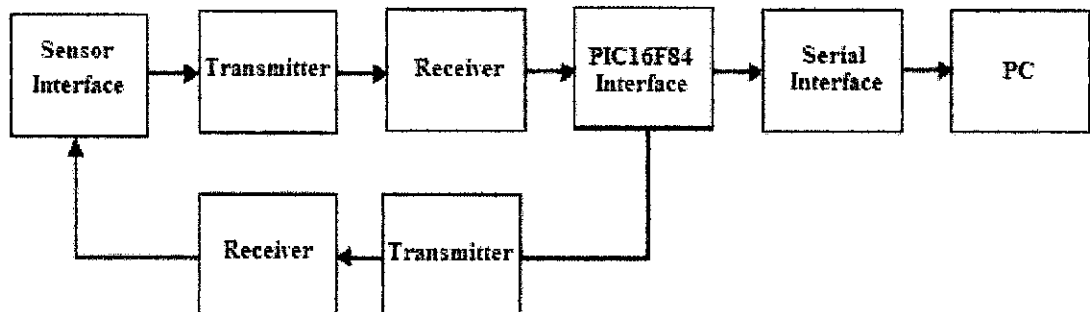 Sensor
Interface
Transmitter
Receiver
PIC16F84
Interface
Serial
Interface
PC
Receiver
Transmitter